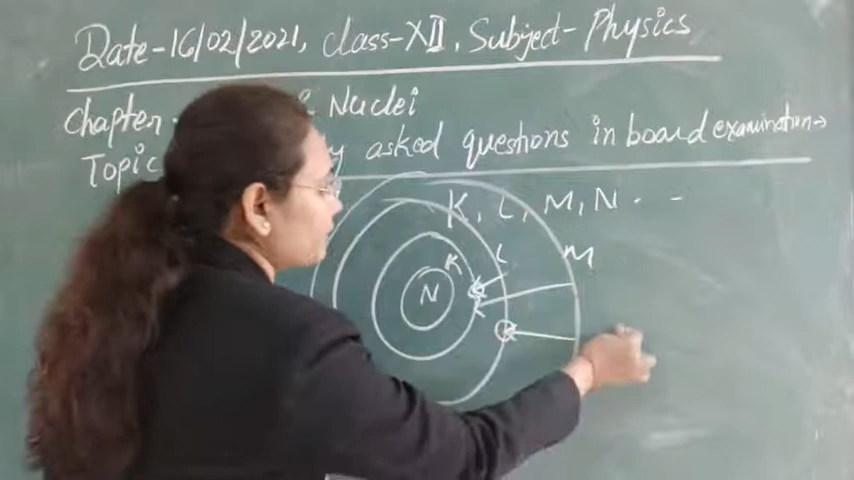 Date-16/02/2021, class-XII, Subject-Physics
Chapter Nuclei
Topic asked questions in board examination
K, L, M, N - -
K L M
N